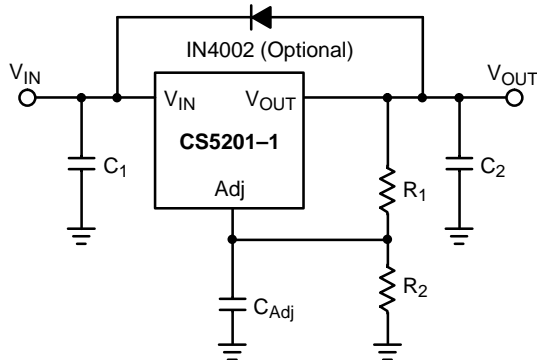 IN4002 (Optional)
VIN
VOUT
VIN
VOUT
CS5201–1
C1
Adj
R1
C2
CAdj
R2